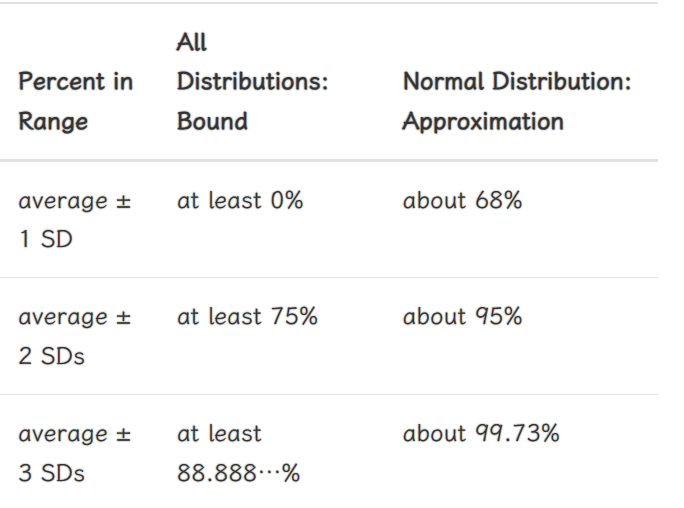 All
Percent in Distributions: Normal Distribution:
Range Bound Approximation
average ± at least 0% about 68%
1 SD
average ± at least 75% about 95%
2 SDs
average ± at least about 99.73%
3 SDs 88.888⋯%